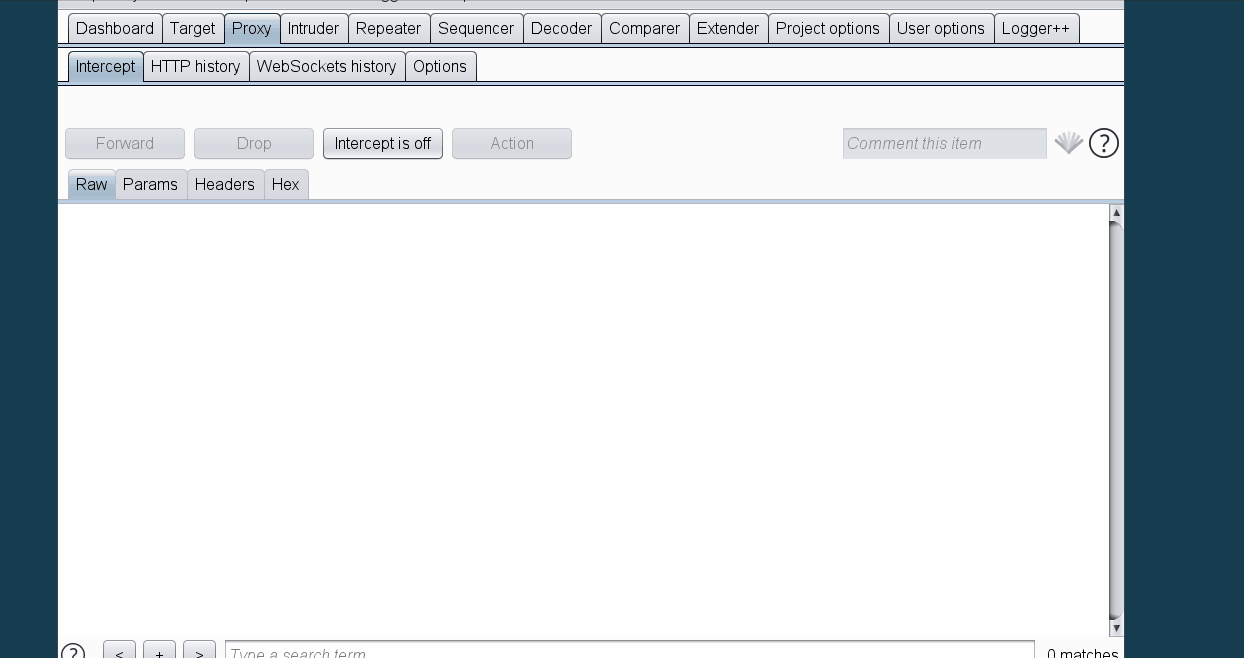 Dashboard Target Proxy Intruder Repeater Sequencer Decoder Comparer Extender Project options User options Logger++
Intercept HTTP history WebSockets history Options
Forward Drop Intercept is off Action Comment this item ?
Raw Params Headers Hex
? < + > Type a search term 0 matches